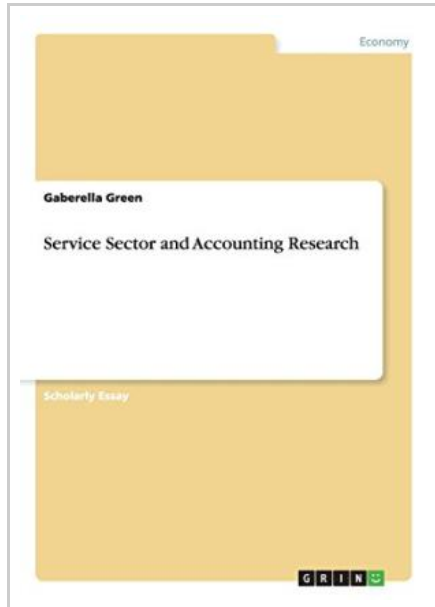 Economy
Gaberella Green
Service Sector and Accounting Research
Scholarly Essay
GRIN